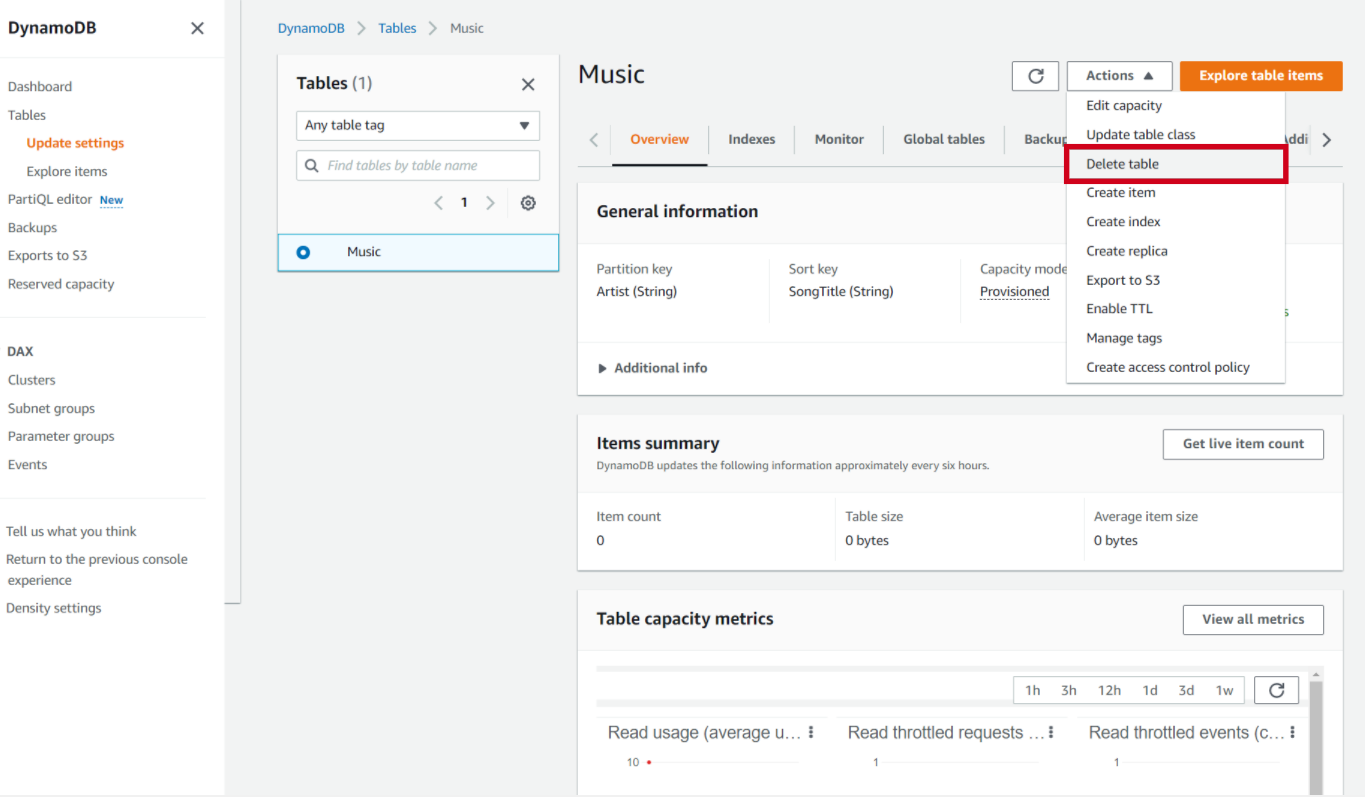 DynamoDB
Dashboard
Tables
Update settings
Explore items
PartiQL editor New
Backups
Exports to S3
Reserved capacity
DAX
Clusters
Subnet groups
Parameter groups
Events
Tell us what you think
Return to the previous console
experience
Density settings
DynamoDB Tables Music
Tables (1)
Any table tag
Find tables by table name
1
Music
Music
Actions
Explore table items
Edit capacity
Update table class
Delete table
Create item
Create index
Create replica
Export to S3
Enable TTL
Manage tags
Create access control policy
Overview Indexes Monitor Global tables Backup
General information
Partition key
Artist (String)
Sort key
SongTitle (String)
Capacity mode
Provisioned
Additional info
Items summary
Get live item count
DynamoDB updates the following information approximately every six hours.
Item count
0
Table size
0 bytes
Average item size
0 bytes
Table capacity metrics
View all metrics
1h 3h 12h 1d 3d 1w
Read usage (average u...
10
Read throttled requests ...
1
Read throttled events (c...
1